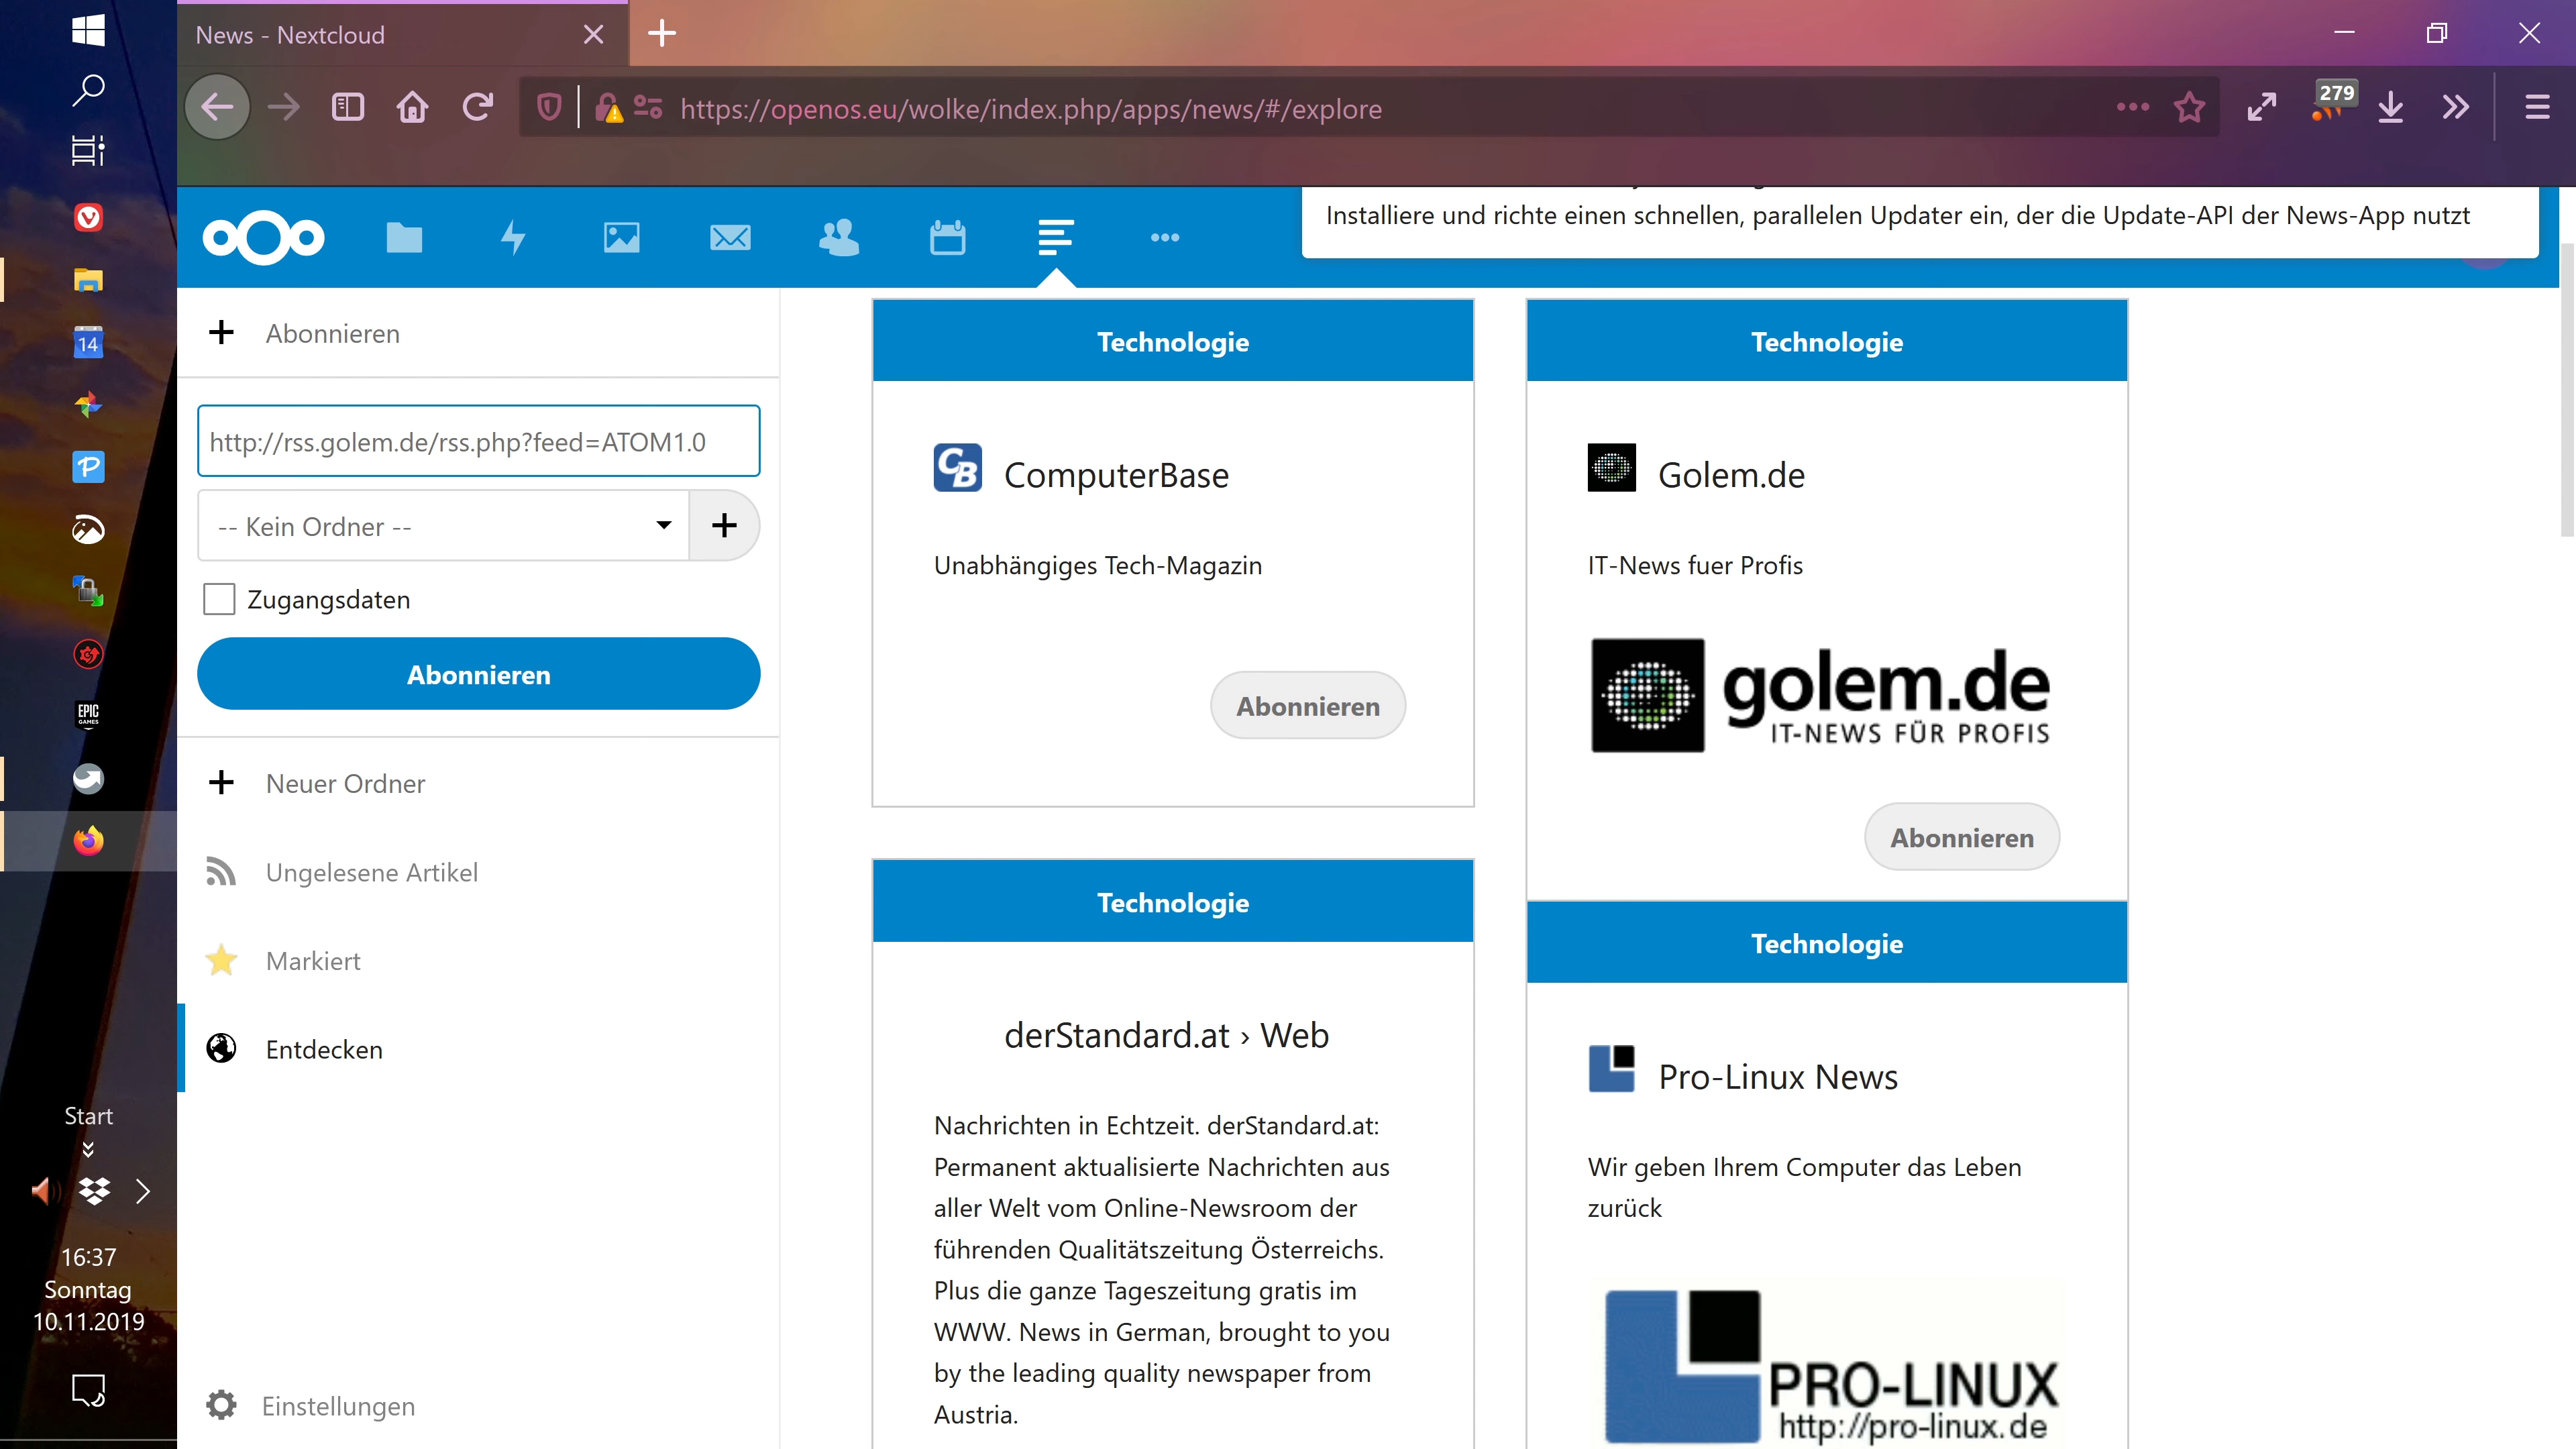 News - Nextcloud
https://openos.eu/wolke/index.php/apps/news/#/explore
279
Installiere und richte einen schnellen, parallelen Updater ein, der die Update-API der News-App nutzt
14
EPIC
GAMES
Start
16:37
Sonntag
10.11.2019
Abonnieren
http://rss.golem.de/rss.php?feed=ATOM1.0
-- Kein Ordner --
Zugangsdaten
Abonnieren
Neuer Ordner
Ungelesene Artikel
Markiert
Entdecken
Einstellungen
Technologie
CB
ComputerBase
Unabhängiges Tech-Magazin
Abonnieren
Technologie
derStandard.at › Web
Nachrichten in Echtzeit. derStandard.at:
Permanent aktualisierte Nachrichten aus
aller Welt vom Online-Newsroom der
führenden Qualitätszeitung Österreichs.
Plus die ganze Tageszeitung gratis im
WWW. News in German, brought to you
by the leading quality newspaper from
Austria.
Technologie
Golem.de
IT-News fuer Profis
golem.de
IT-NEWS FÜR PROFIS
Abonnieren
Technologie
Pro-Linux News
Wir geben Ihrem Computer das Leben
zurück
PRO-LINUX
http://pro-linux.de